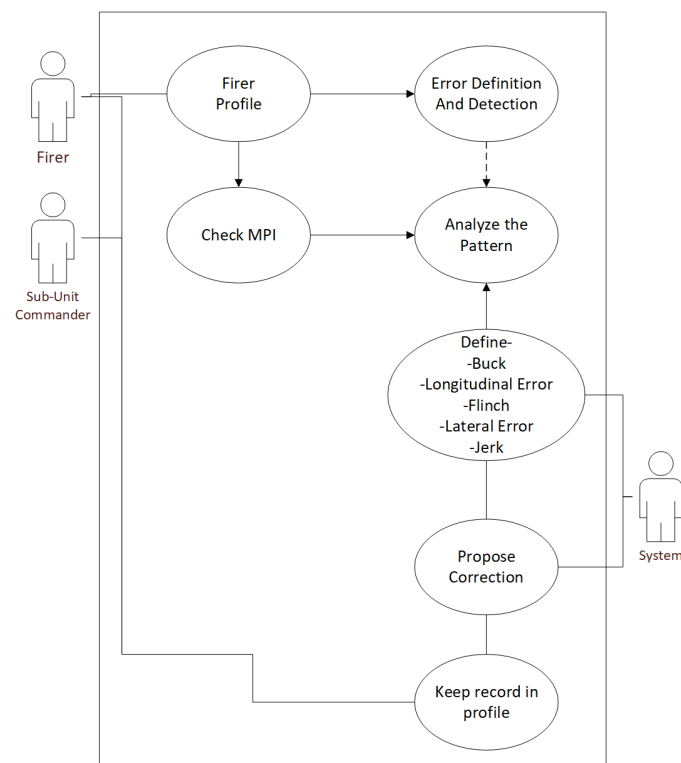 Firer
Profile
Error Definition
And Detection
Firer
Check MPI
Analyze the
Pattern
Sub-Unit
Commander
Define-
-Buck
-Longitudinal Error
-Flinch
-Lateral Error
-Jerk
System
Propose
Correction
Keep record in
profile